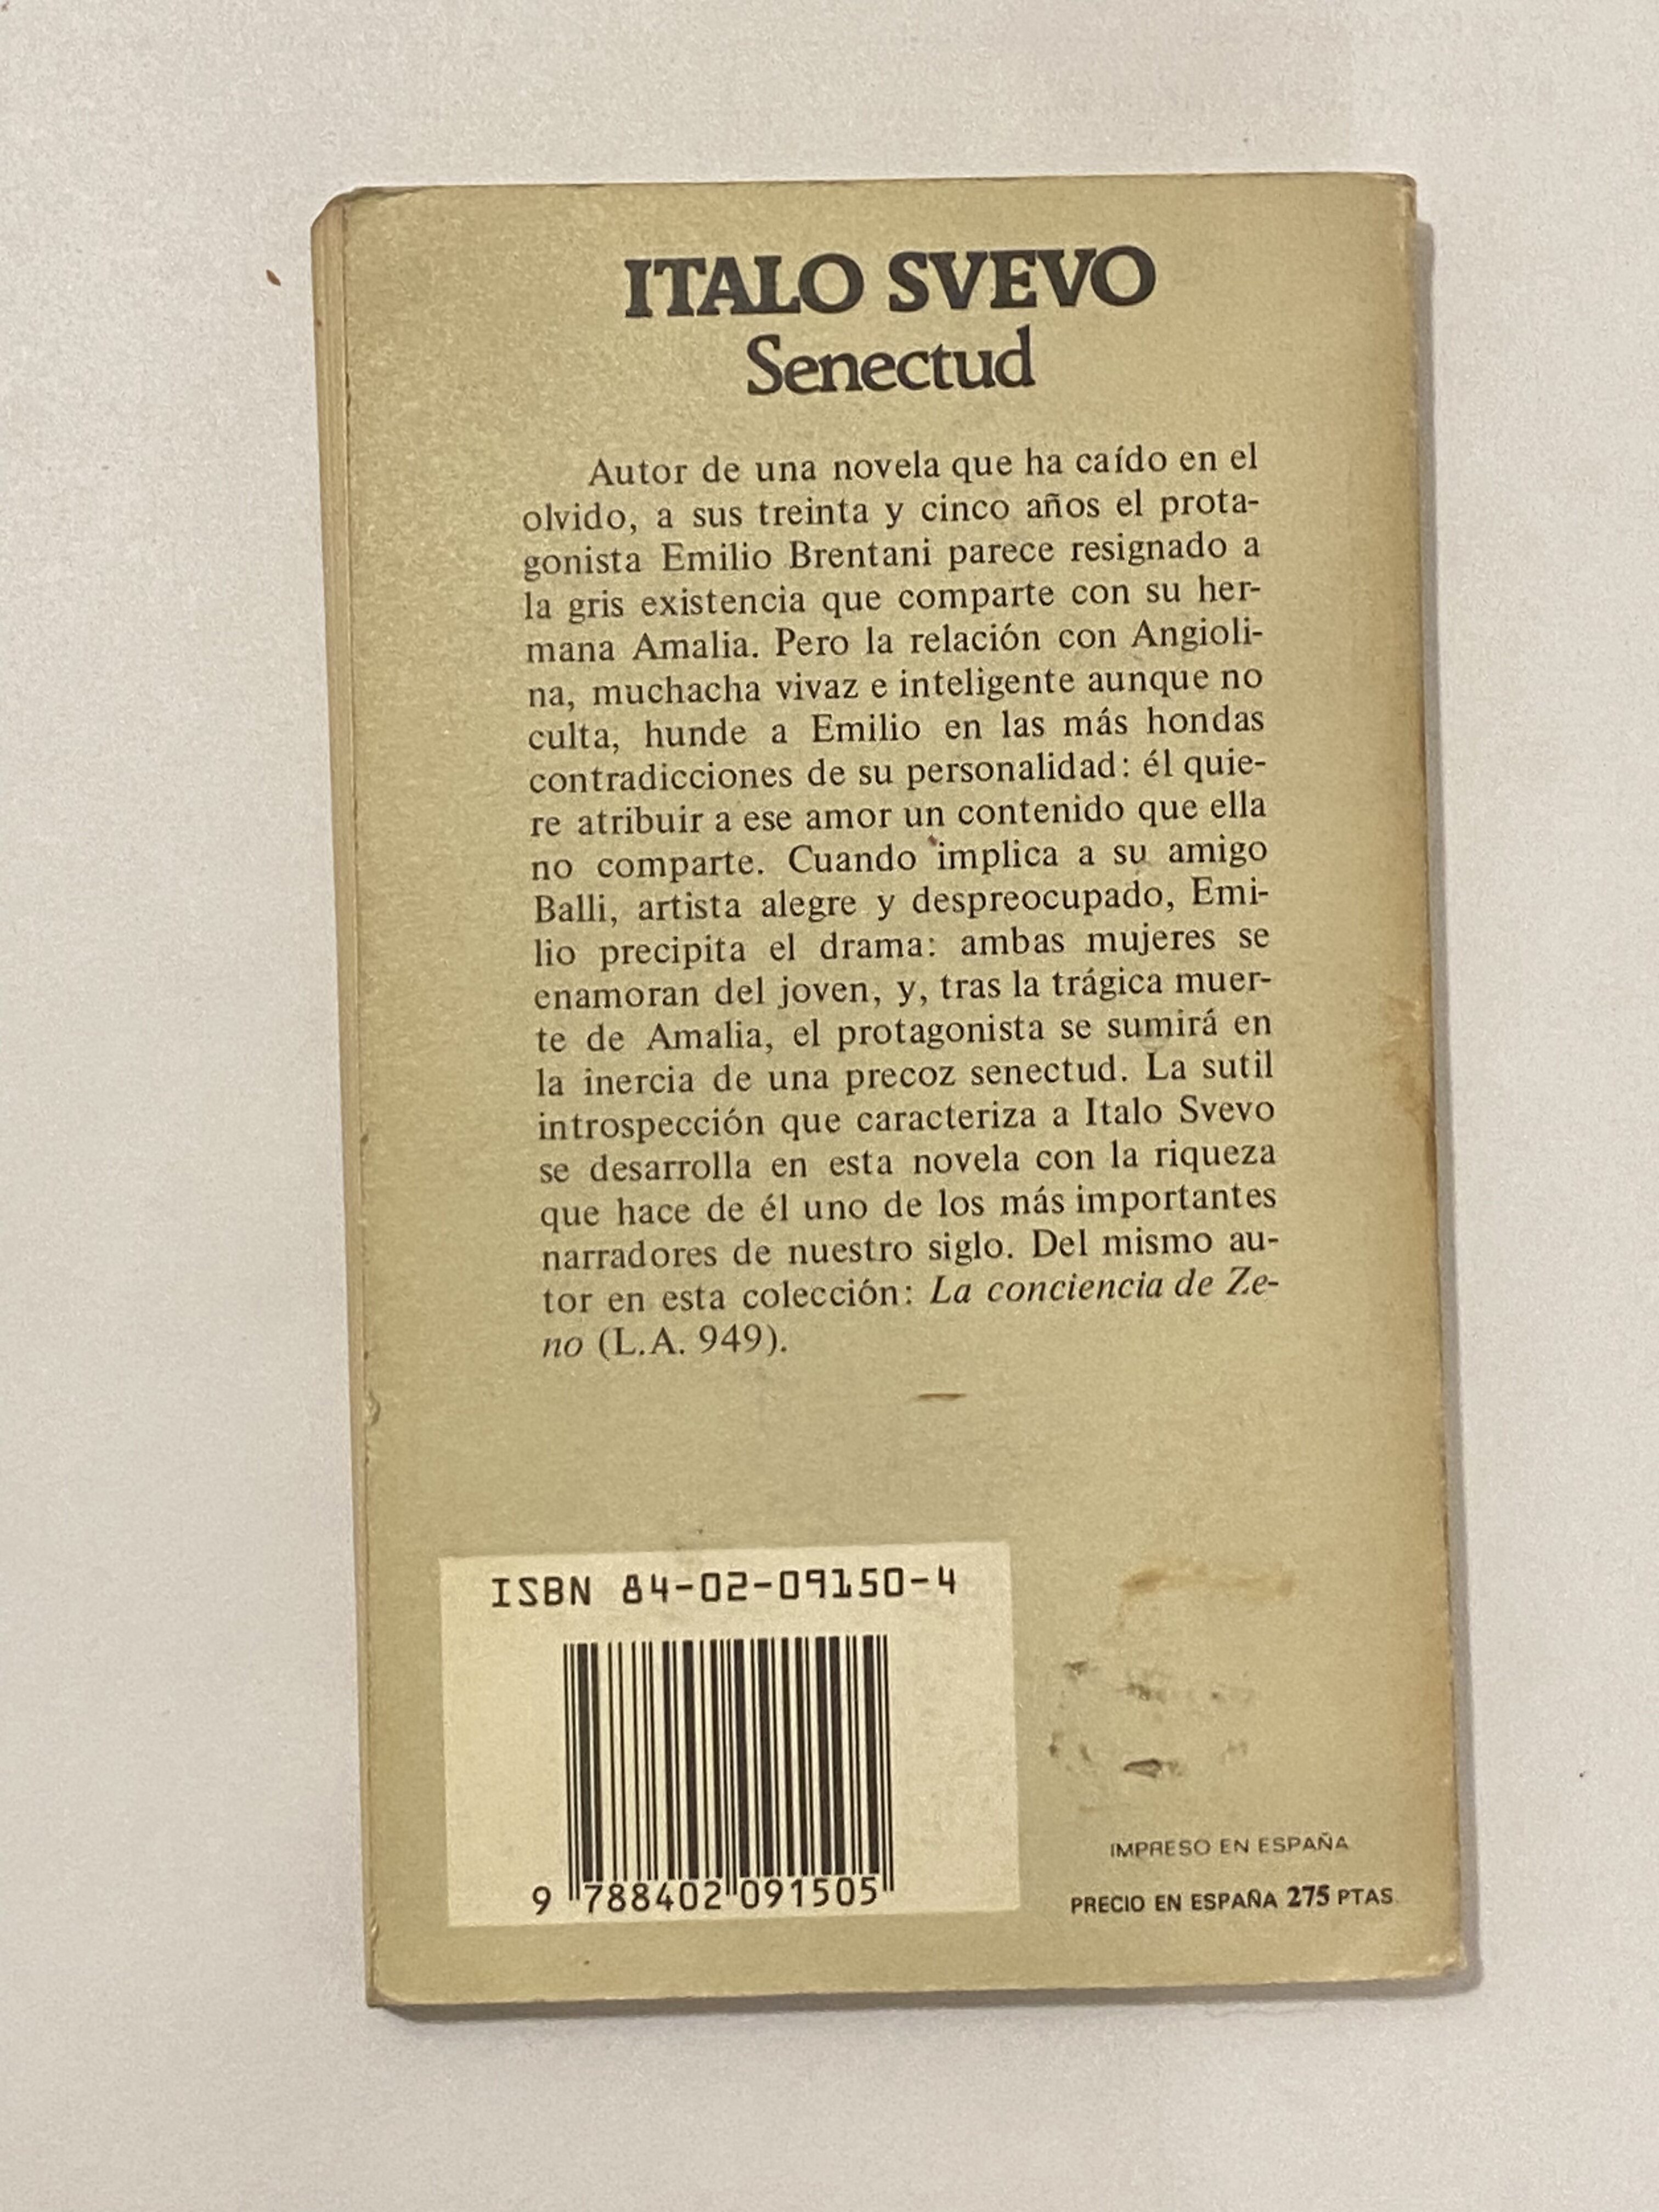 ITALO SVEVO
Senectud
Autor de una novela que ha caído en el
olvido, a sus treinta y cinco años el prota-
gonista Emilio Brentani parece resignado a
la gris existencia que comparte con su her-
mana Amalia. Pero la relación con Angioli-
na, muchacha vivaz e inteligente aunque no
culta, hunde a Emilio en las más hondas
contradicciones de su personalidad: él quie-
re atribuir a ese amor un contenido que ella
no comparte. Cuando implica a su amigo
Balli, artista alegre y despreocupado, Emi-
lio precipita el drama: ambas mujeres se
enamoran del joven, y, tras la trágica muer-
te de Amalia, el protagonista se sumirá en
la inercia de una precoz senectud. La sutil
introspección que caracteriza a Italo Svevo
se desarrolla en esta novela con la riqueza
que hace de él uno de los más importantes
narradores de nuestro siglo. Del mismo au-
tor en esta colección: La conciencia de Ze-
no (L.A. 949).
ISBN 84-02-09150-4
9 788402 091505
IMPRESO EN ESPAÑA
PRECIO EN ESPAÑA 275 PTAS.